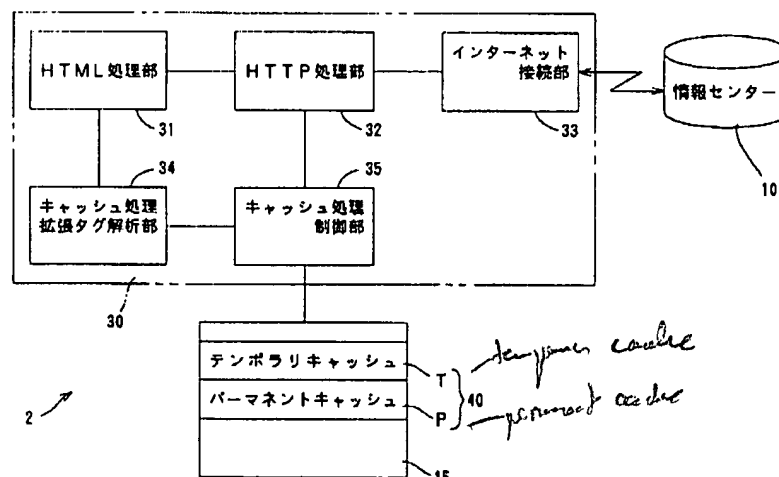 HTML処理部
HTTP処理部
インターネット
接続部
情報センター
31
32
33
10
34
35
キャッシュ処理
拡張タグ解析部
キャッシュ処理
制御部
30
テンポラリキャッシュ
T
パーマネントキャッシュ
P
40
2
15